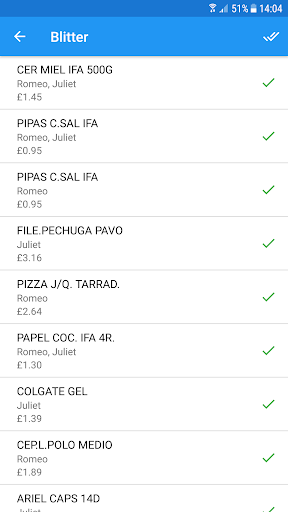 51% 14:04
Blitter
CER MIEL IFA 500G
Romeo, Juliet
£1.45
PIPAS C.SAL IFA
Romeo, Juliet
£0.95
PIPAS C.SAL IFA
Romeo
£0.95
FILE.PECHUGA PAVO
Juliet
£3.16
PIZZA J/Q. TARRAD.
Romeo
£2.64
PAPEL COC. IFA 4R.
Romeo, Juliet
£1.30
COLGATE GEL
Juliet
£1.39
CEP.L.POLO MEDIO
Romeo
£1.89
ARIEL CAPS 14D
Romeo, Juliet